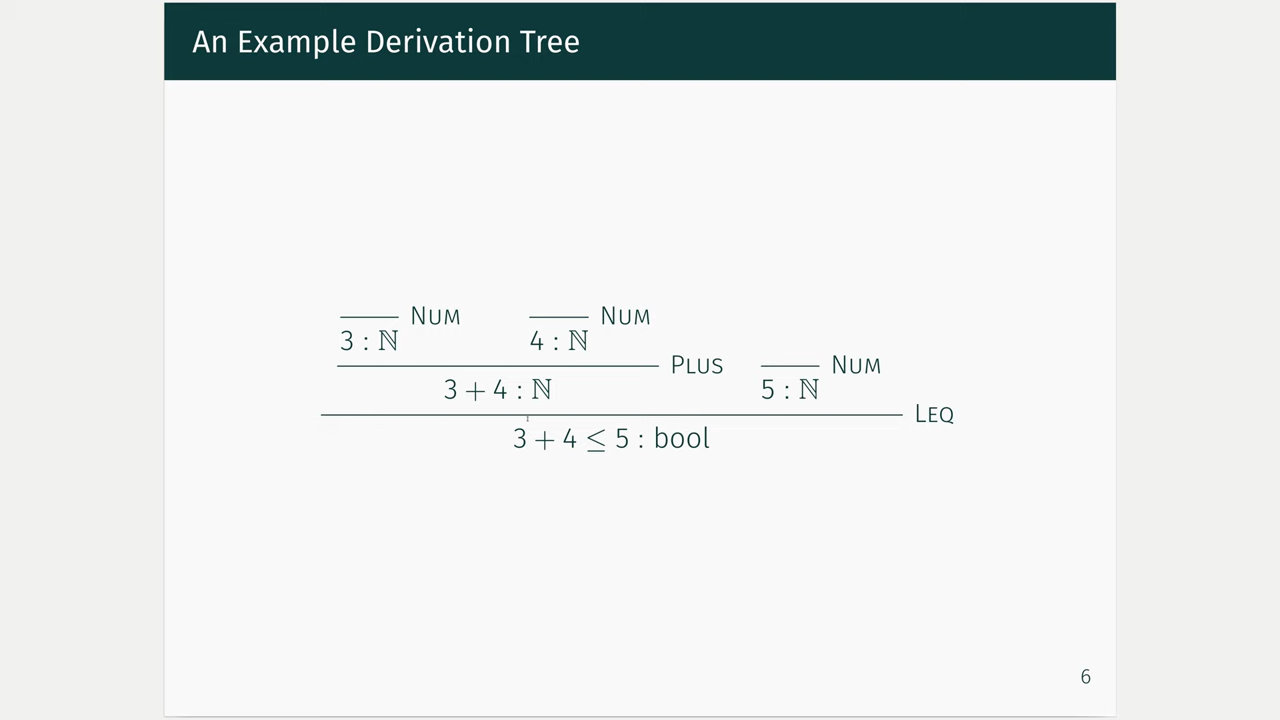 An Example Derivation Tree
NUM NUM
3 : ℕ 4 : ℕ
PLUS NUM
3 + 4 : ℕ 5 : ℕ
LEQ
3 + 4 ≤ 5 : bool
6